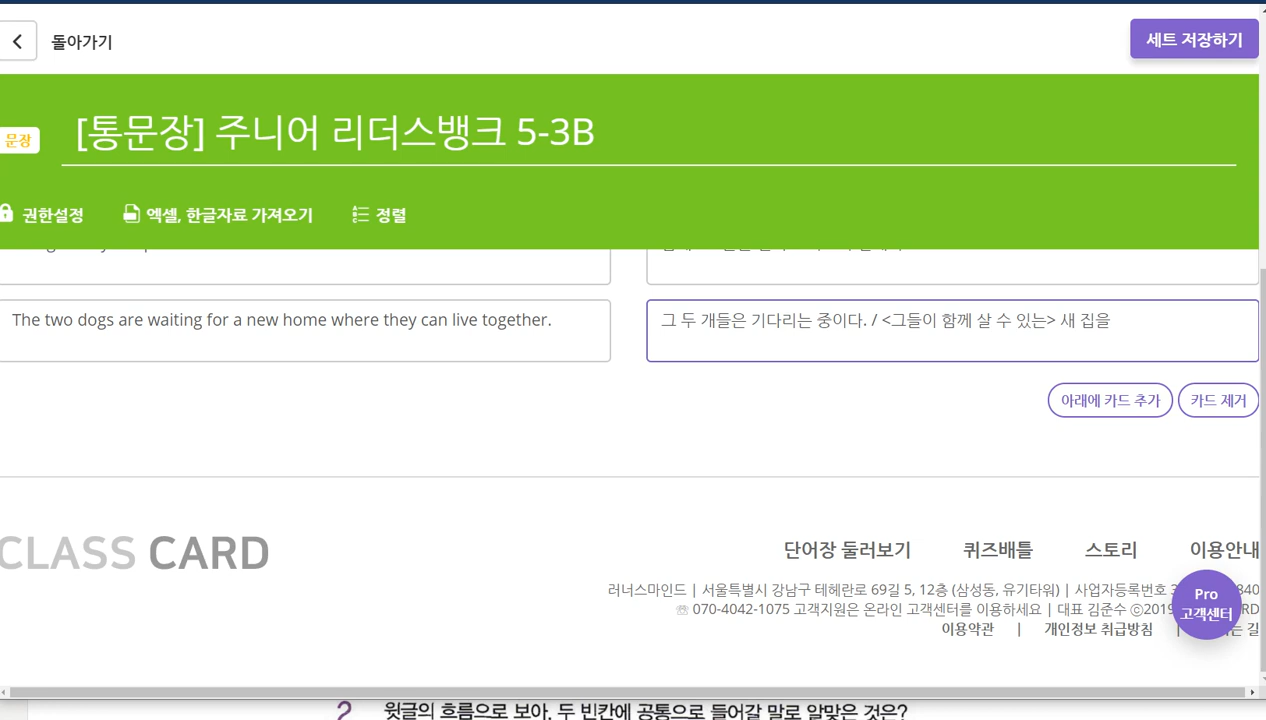 돌아가기
세트 저장하기
문장
[통문장] 주니어 리더스뱅크 5-3B
권한설정
엑셀, 한글자료 가져오기
정렬
The two dogs are waiting for a new home where they can live together.
그 두 개들은 기다리는 중이다. / <그들이 함께 살 수 있는> 새 집을
아래에 카드 추가
카드 제거
CLASS CARD
단어장 둘러보기
퀴즈배틀
스토리
이용안내
러너스마인드 | 서울특별시 강남구 테헤란로 69길 5, 12층 (삼성동, 유기타워) | 사업자등록번호
☏ 070-4042-1075 고객지원은 온라인 고객센터를 이용하세요 | 대표 김준수 ⓒ2019
이용약관 | 개인정보 취급방침 |
Pro
고객센터
2 윗글의 흐름으로 보아, 두 빈칸에 공통으로 들어갈 말로 알맞은 것은?